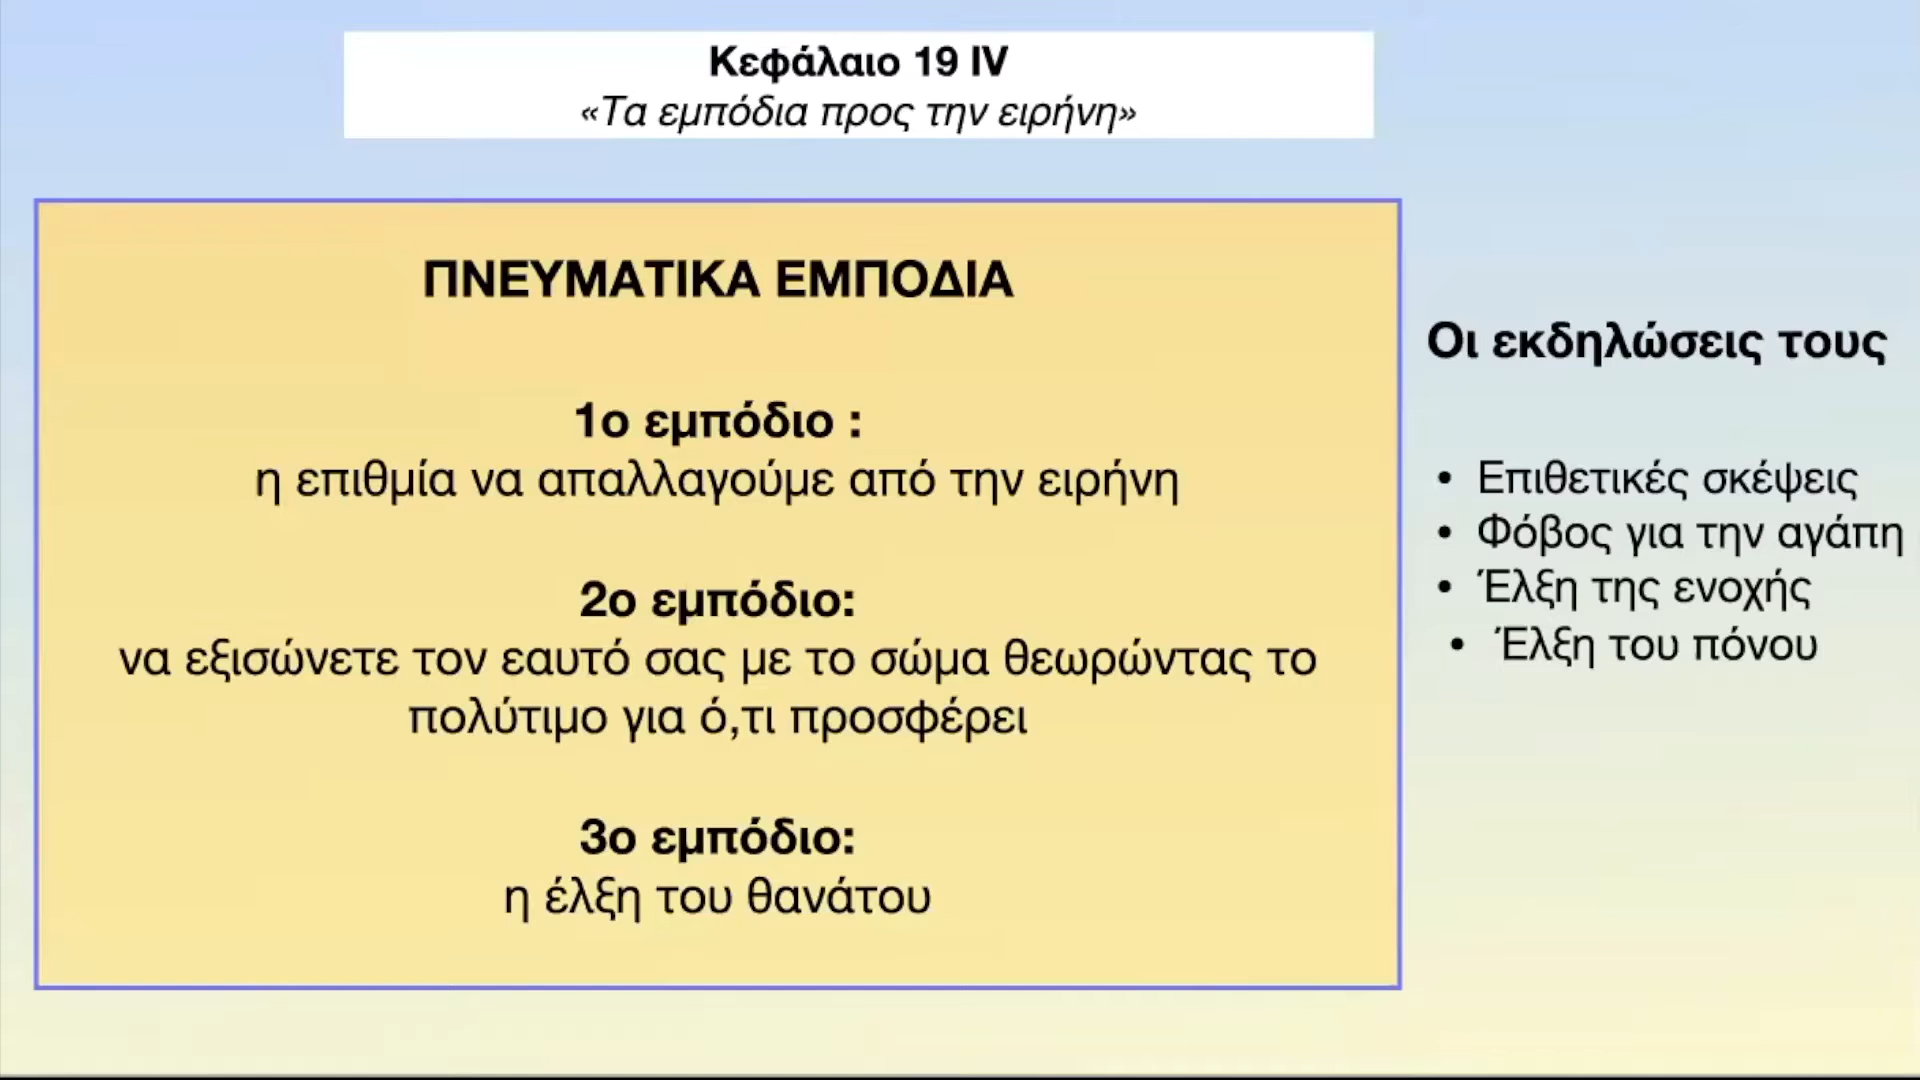 Κεφάλαιο 19 IV
«Τα εμπόδια προς την ειρήνη»
ΠΝΕΥΜΑΤΙΚΑ ΕΜΠΟΔΙΑ
1ο εμπόδιο :
η επιθμία να απαλλαγούμε από την ειρήνη
2ο εμπόδιο:
να εξισώνετε τον εαυτό σας με το σώμα θεωρώντας το
πολύτιμο για ό,τι προσφέρει
3ο εμπόδιο:
η έλξη του θανάτου
Οι εκδηλώσεις τους
• Επιθετικές σκέψεις
• Φόβος για την αγάπη
• Έλξη της ενοχής
• Έλξη του πόνου